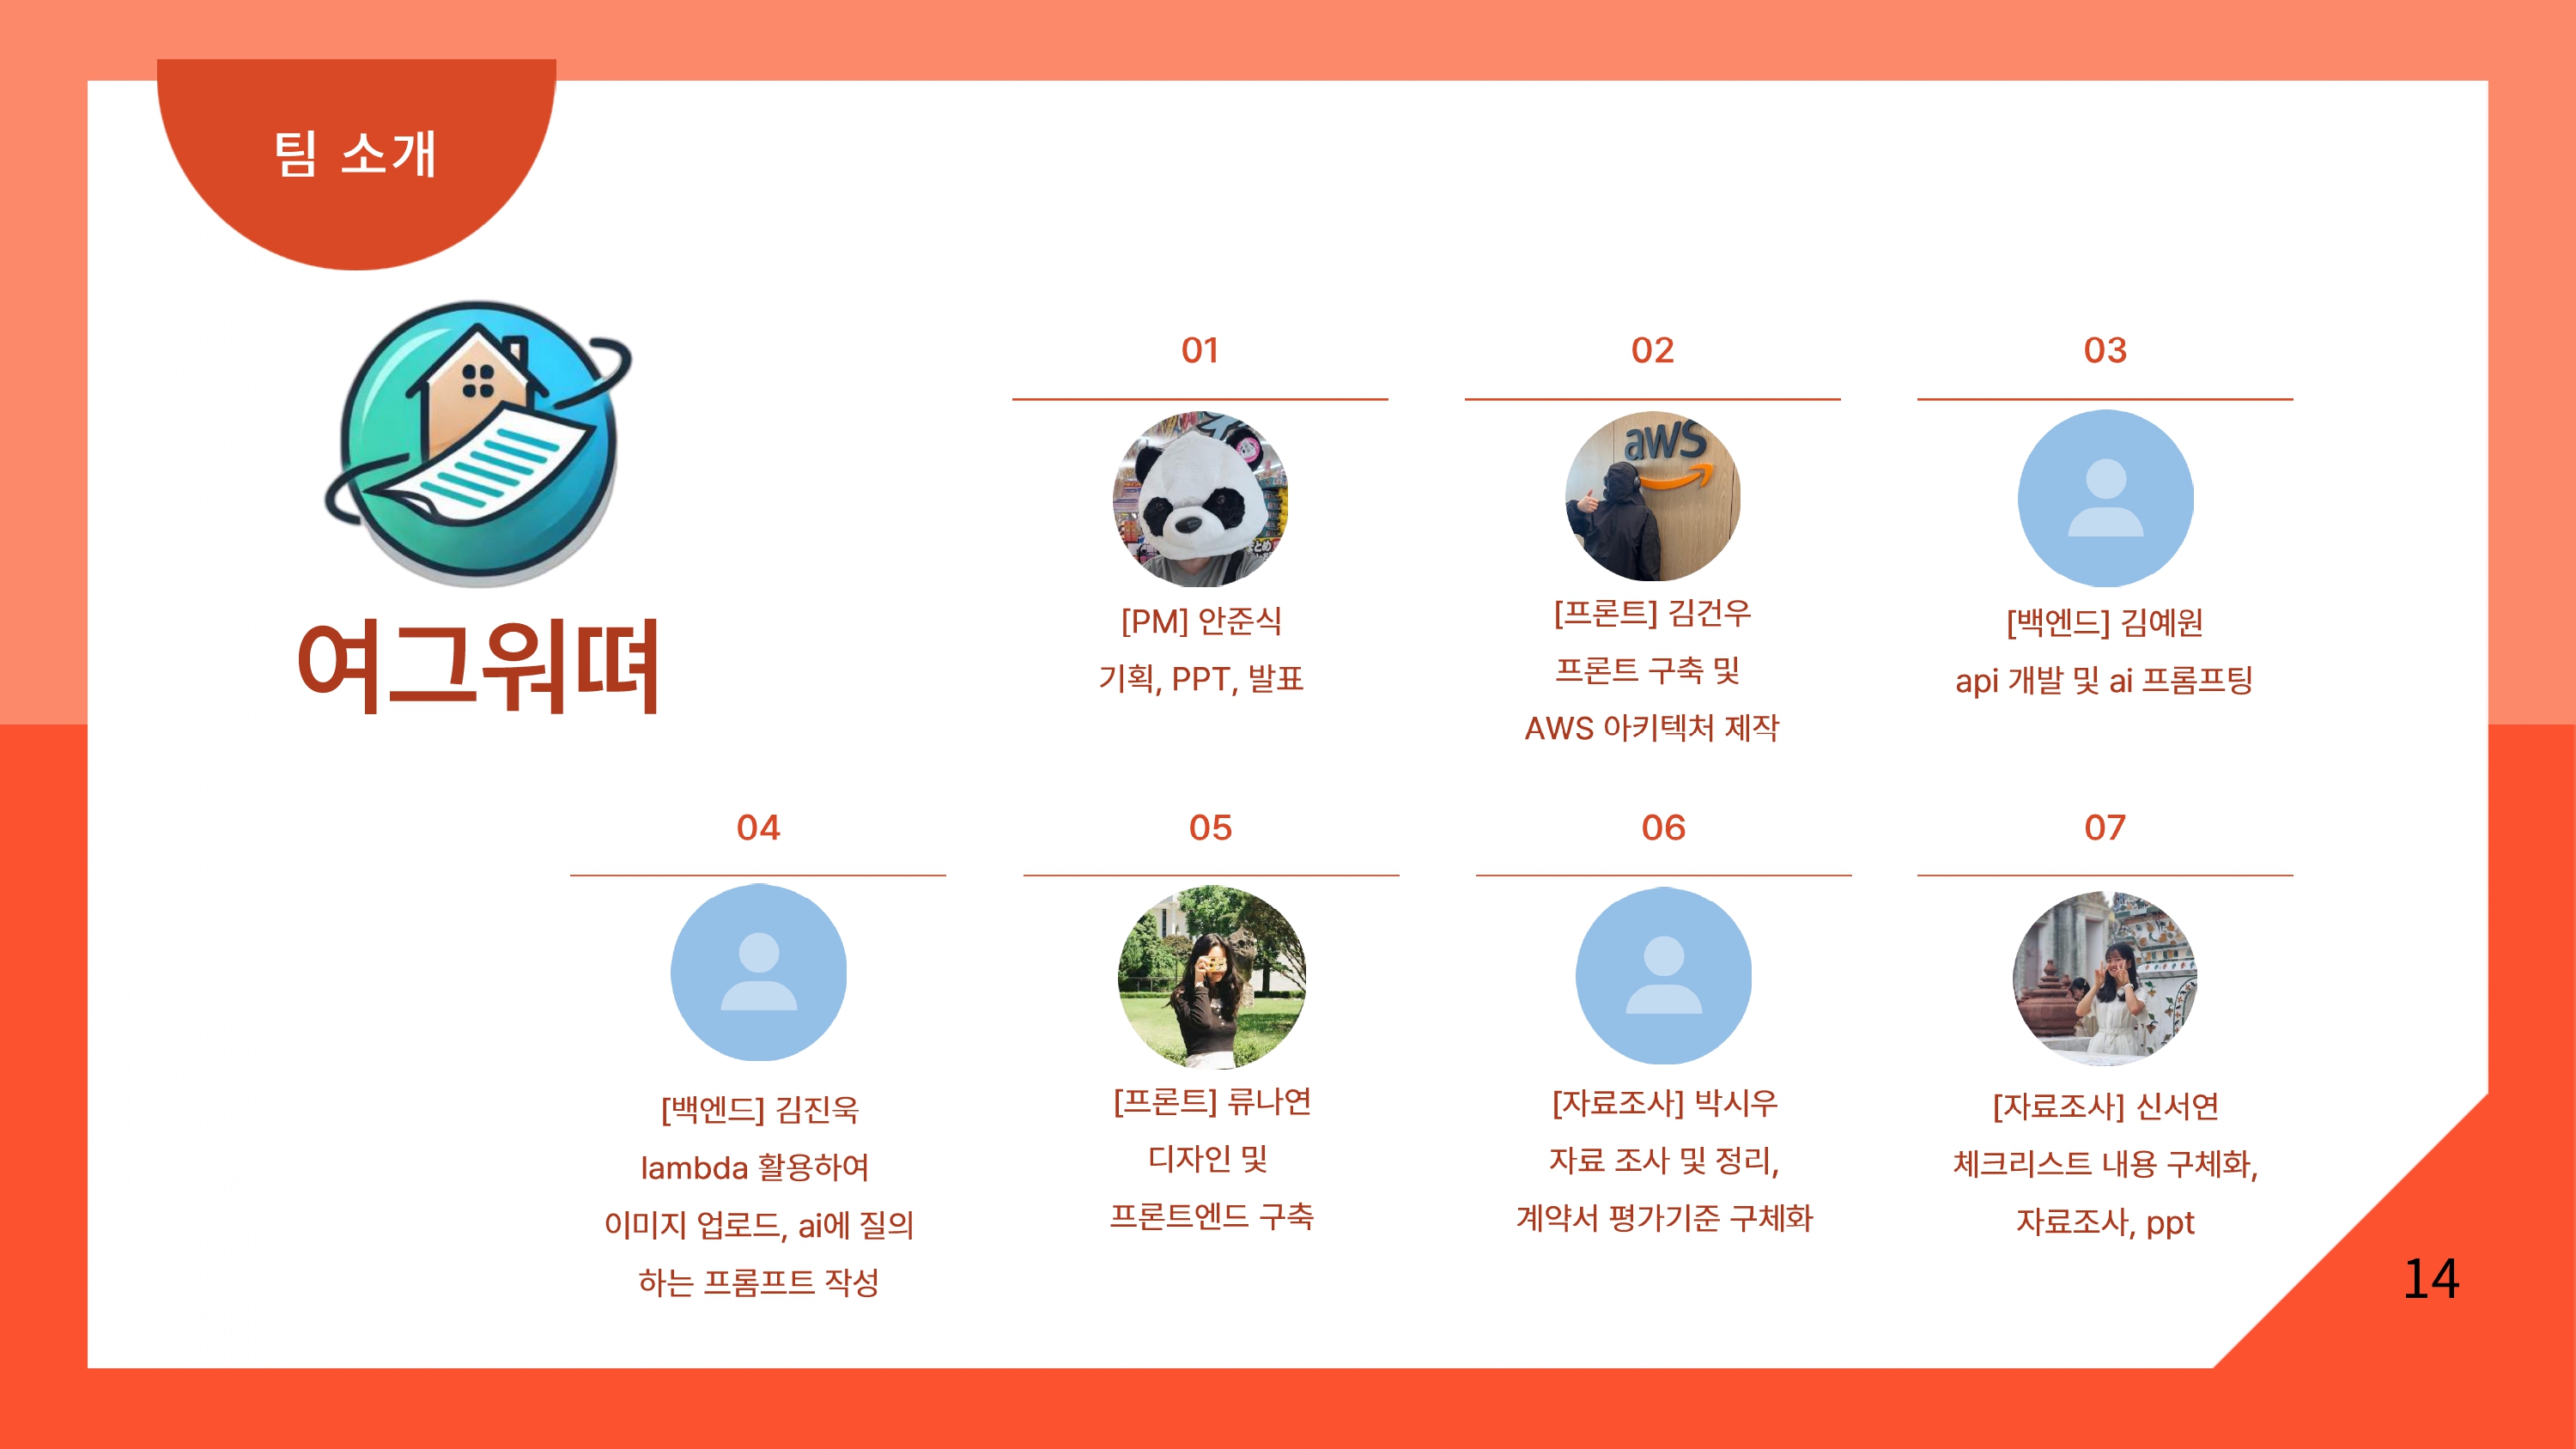 팀 소개
여그워뗘
01
[PM] 안준식
기획, PPT, 발표
02
aws
[프론트] 김건우
프론트 구축 및
AWS 아키텍처 제작
03
[백엔드] 김예원
api 개발 및 ai 프롬프팅
04
[백엔드] 김진욱
lambda 활용하여
이미지 업로드, ai에 질의
하는 프롬프트 작성
05
[프론트] 류나연
디자인 및
프론트엔드 구축
06
[자료조사] 박시우
자료 조사 및 정리,
계약서 평가기준 구체화
07
[자료조사] 신서연
체크리스트 내용 구체화,
자료조사, ppt
14